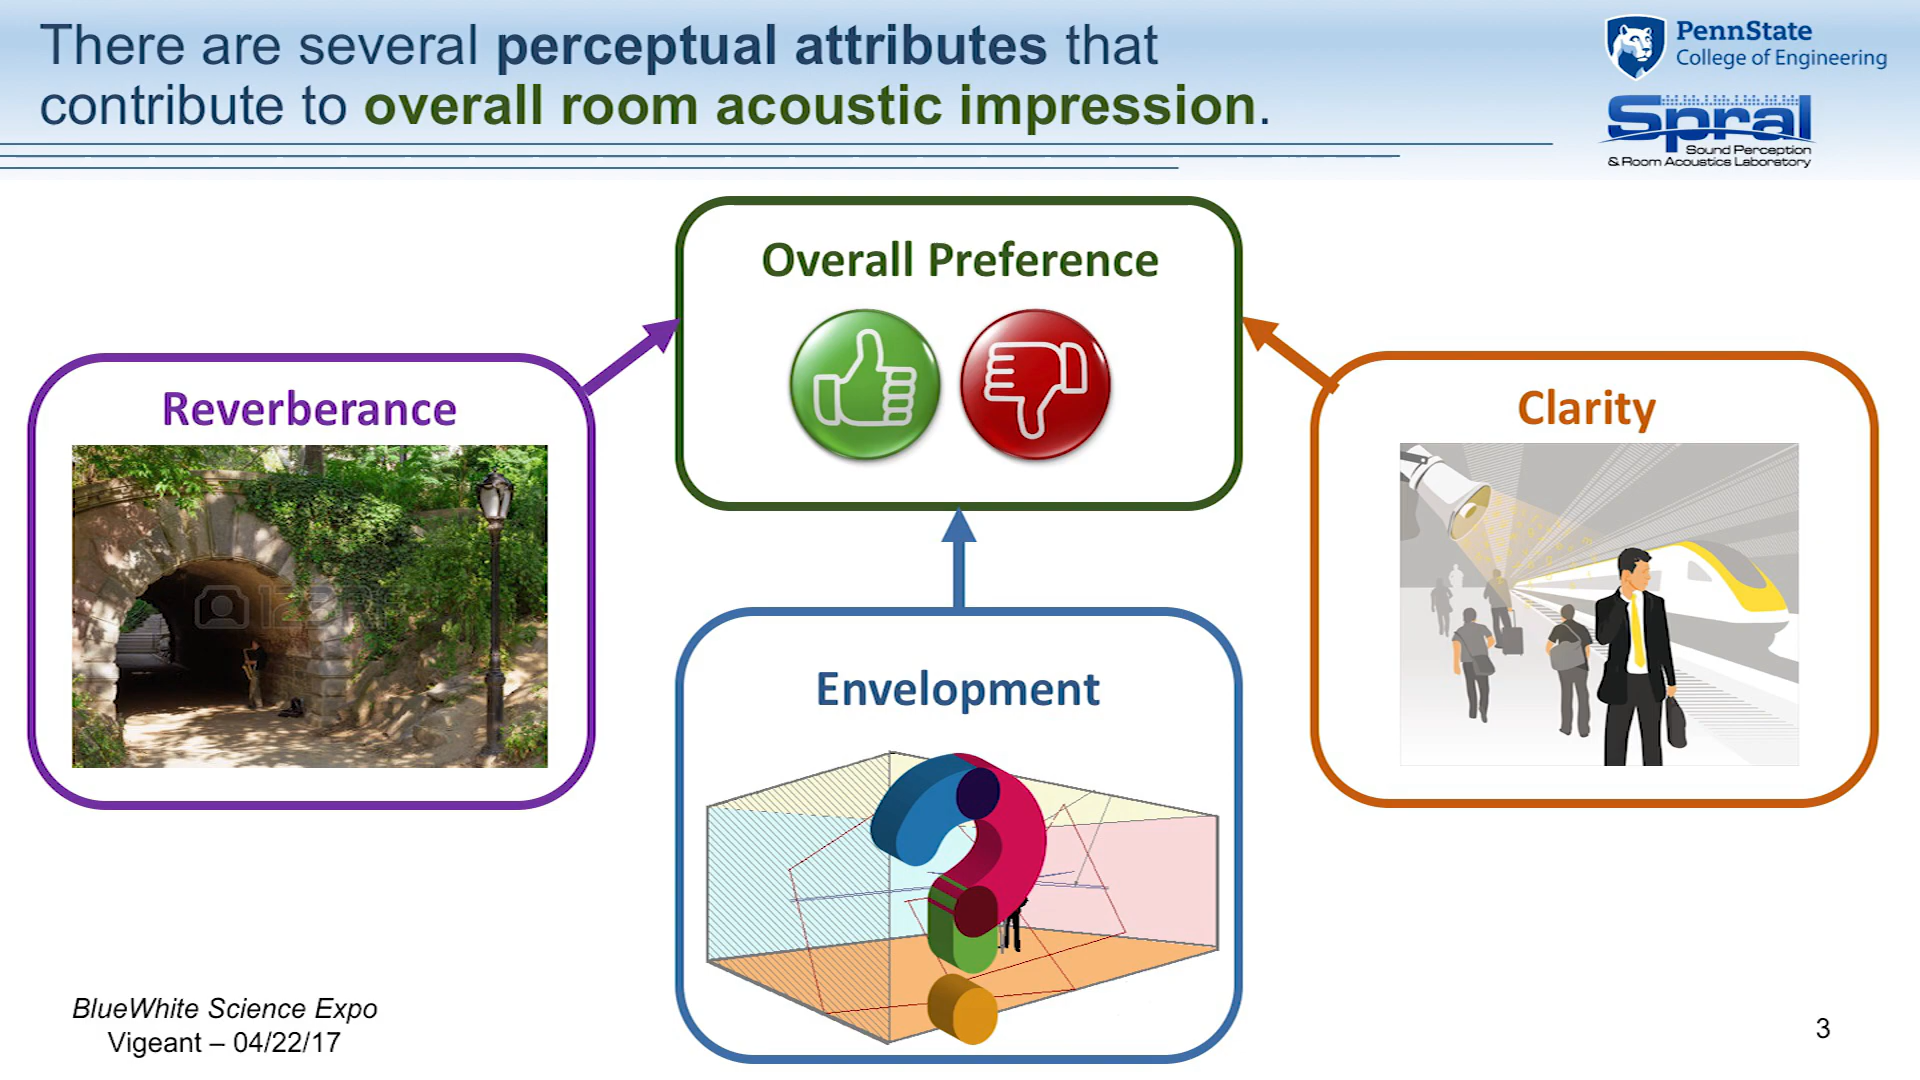 There are several perceptual attributes that
contribute to overall room acoustic impression.
PennState
College of Engineering
Spral
Sound Perception
& Room Acoustics Laboratory
Overall Preference
Reverberance
Clarity
Envelopment
BlueWhite Science Expo
Vigeant – 04/22/17
3